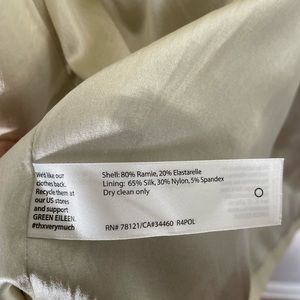 We'd like our
clothes back.
Recycle them at
our US stores
and support
GREEN EILEEN.
#thxverymuch
Shell: 80% Ramie, 20% Elastarelle
Lining: 65% Silk, 30% Nylon, 5% Spandex
Dry clean only
RN# 78121/CA#34460 R4POL